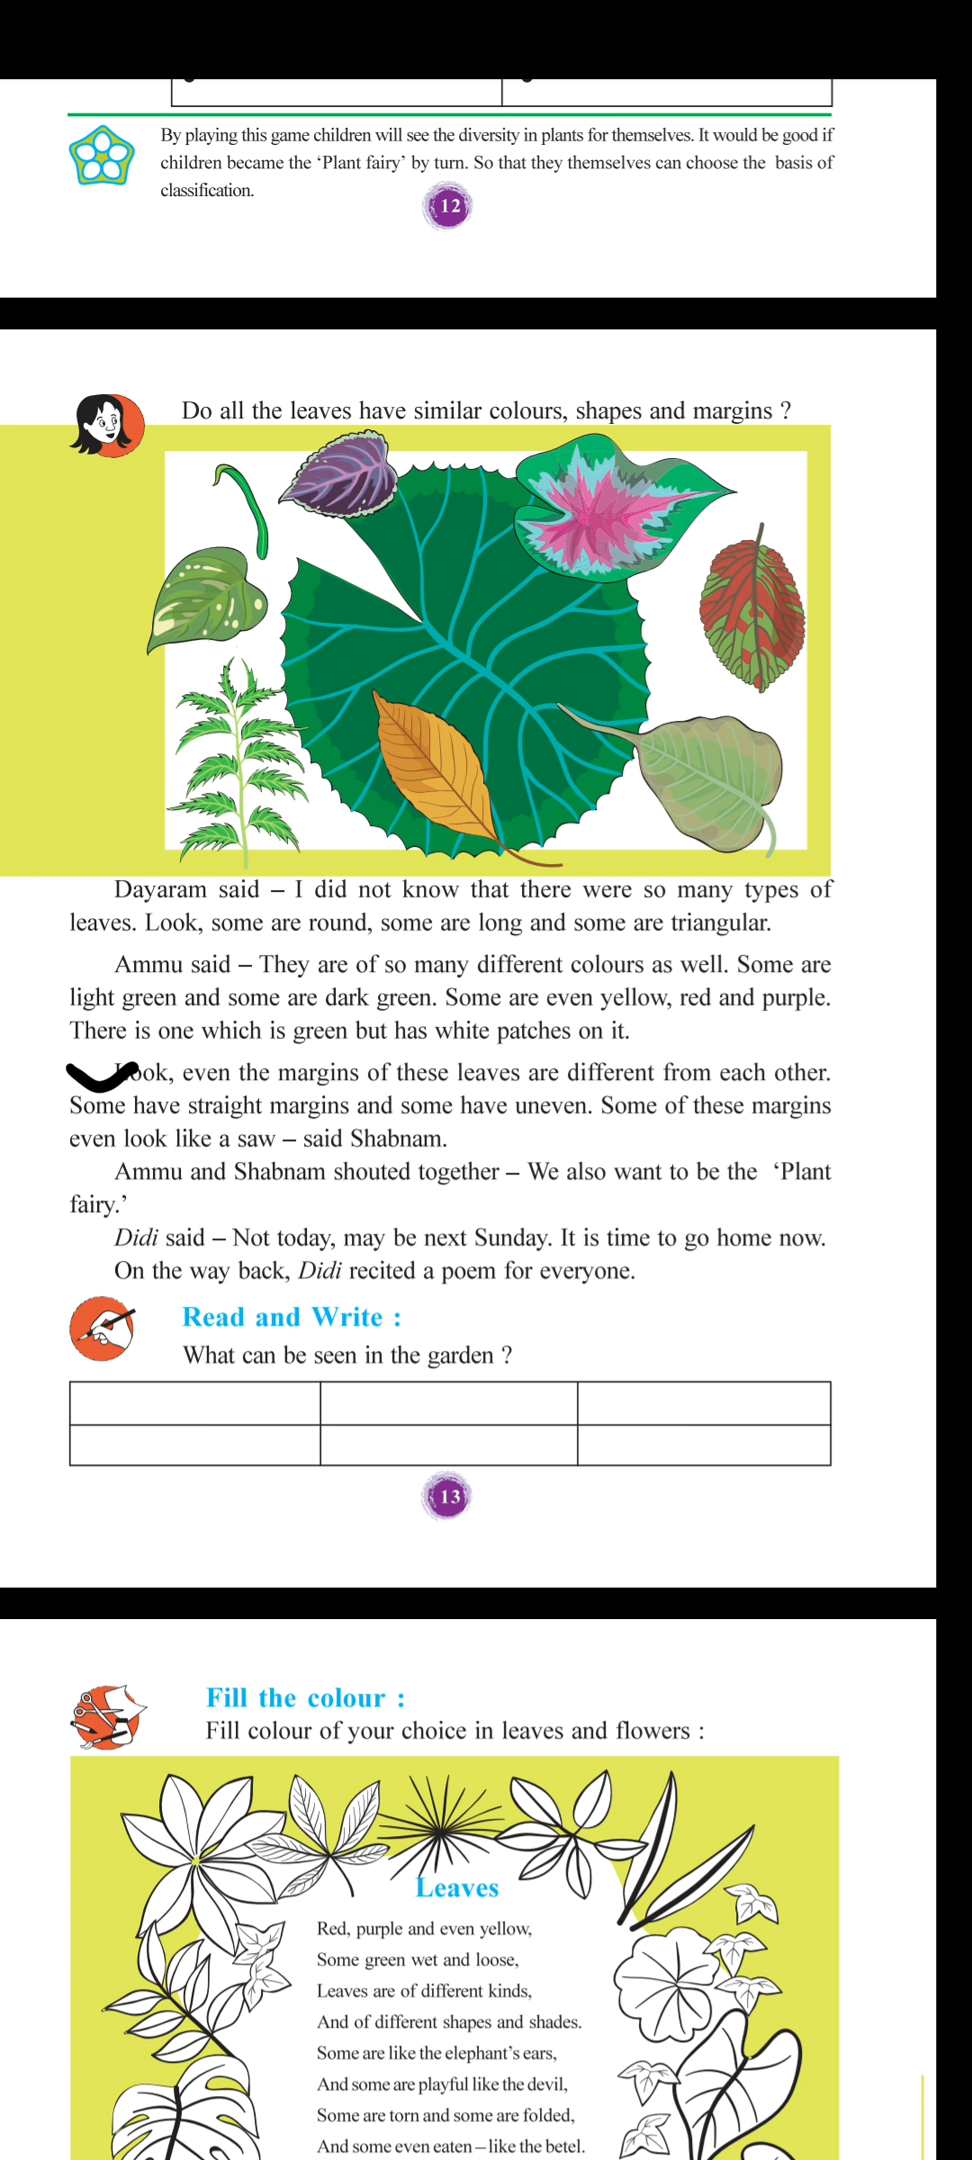 By playing this game children will see the diversity in plants for themselves. It would be good if
children became the ‘Plant fairy’ by turn. So that they themselves can choose the basis of
classification.
12
Do all the leaves have similar colours, shapes and margins ?
Dayaram said – I did not know that there were so many types of
leaves. Look, some are round, some are long and some are triangular.
Ammu said – They are of so many different colours as well. Some are
light green and some are dark green. Some are even yellow, red and purple.
There is one which is green but has white patches on it.
Look, even the margins of these leaves are different from each other.
Some have straight margins and some have uneven. Some of these margins
even look like a saw – said Shabnam.
Ammu and Shabnam shouted together – We also want to be the ‘Plant
fairy.’
Didi said – Not today, may be next Sunday. It is time to go home now.
On the way back, Didi recited a poem for everyone.
Read and Write :
What can be seen in the garden ?
13
Fill the colour :
Fill colour of your choice in leaves and flowers :
Leaves
Red, purple and even yellow,
Some green wet and loose,
Leaves are of different kinds,
And of different shapes and shades.
Some are like the elephant’s ears,
And some are playful like the devil,
Some are torn and some are folded,
And some even eaten – like the betel.